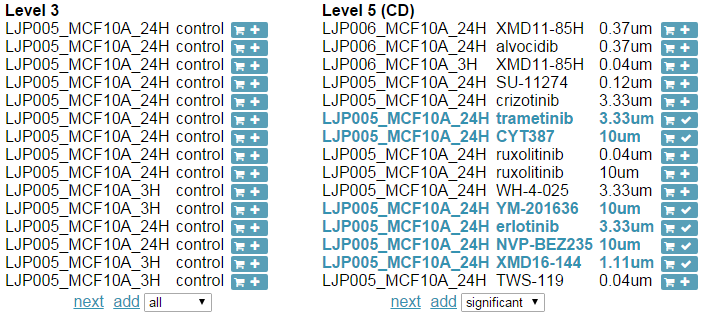 Level 3
LJP005_MCF10A_24H control
LJP005_MCF10A_24H control
LJP005_MCF10A_24H control
LJP005_MCF10A_24H control
LJP005_MCF10A_24H control
LJP005_MCF10A_24H control
LJP005_MCF10A_24H control
LJP005_MCF10A_24H control
LJP005_MCF10A_24H control
LJP005_MCF10A_3H control
LJP005_MCF10A_3H control
LJP005_MCF10A_24H control
LJP005_MCF10A_24H control
LJP005_MCF10A_3H control
LJP005_MCF10A_3H control
next add all
Level 5 (CD)
LJP006_MCF10A_24H XMD11-85H 0.37um
LJP006_MCF10A_24H alvocidib 0.37um
LJP006_MCF10A_3H XMD11-85H 0.04um
LJP005_MCF10A_24H SU-11274 0.12um
LJP005_MCF10A_24H crizotinib 3.33um
LJP005_MCF10A_24H trametinib 3.33um
LJP005_MCF10A_24H CYT387 10um
LJP005_MCF10A_24H ruxolitinib 0.04um
LJP005_MCF10A_24H ruxolitinib 10um
LJP005_MCF10A_24H WH-4-025 3.33um
LJP005_MCF10A_24H YM-201636 10um
LJP005_MCF10A_24H erlotinib 3.33um
LJP005_MCF10A_24H NVP-BEZ235 10um
LJP005_MCF10A_24H XMD16-144 1.11um
LJP005_MCF10A_24H TWS-119 0.04um
next add significant